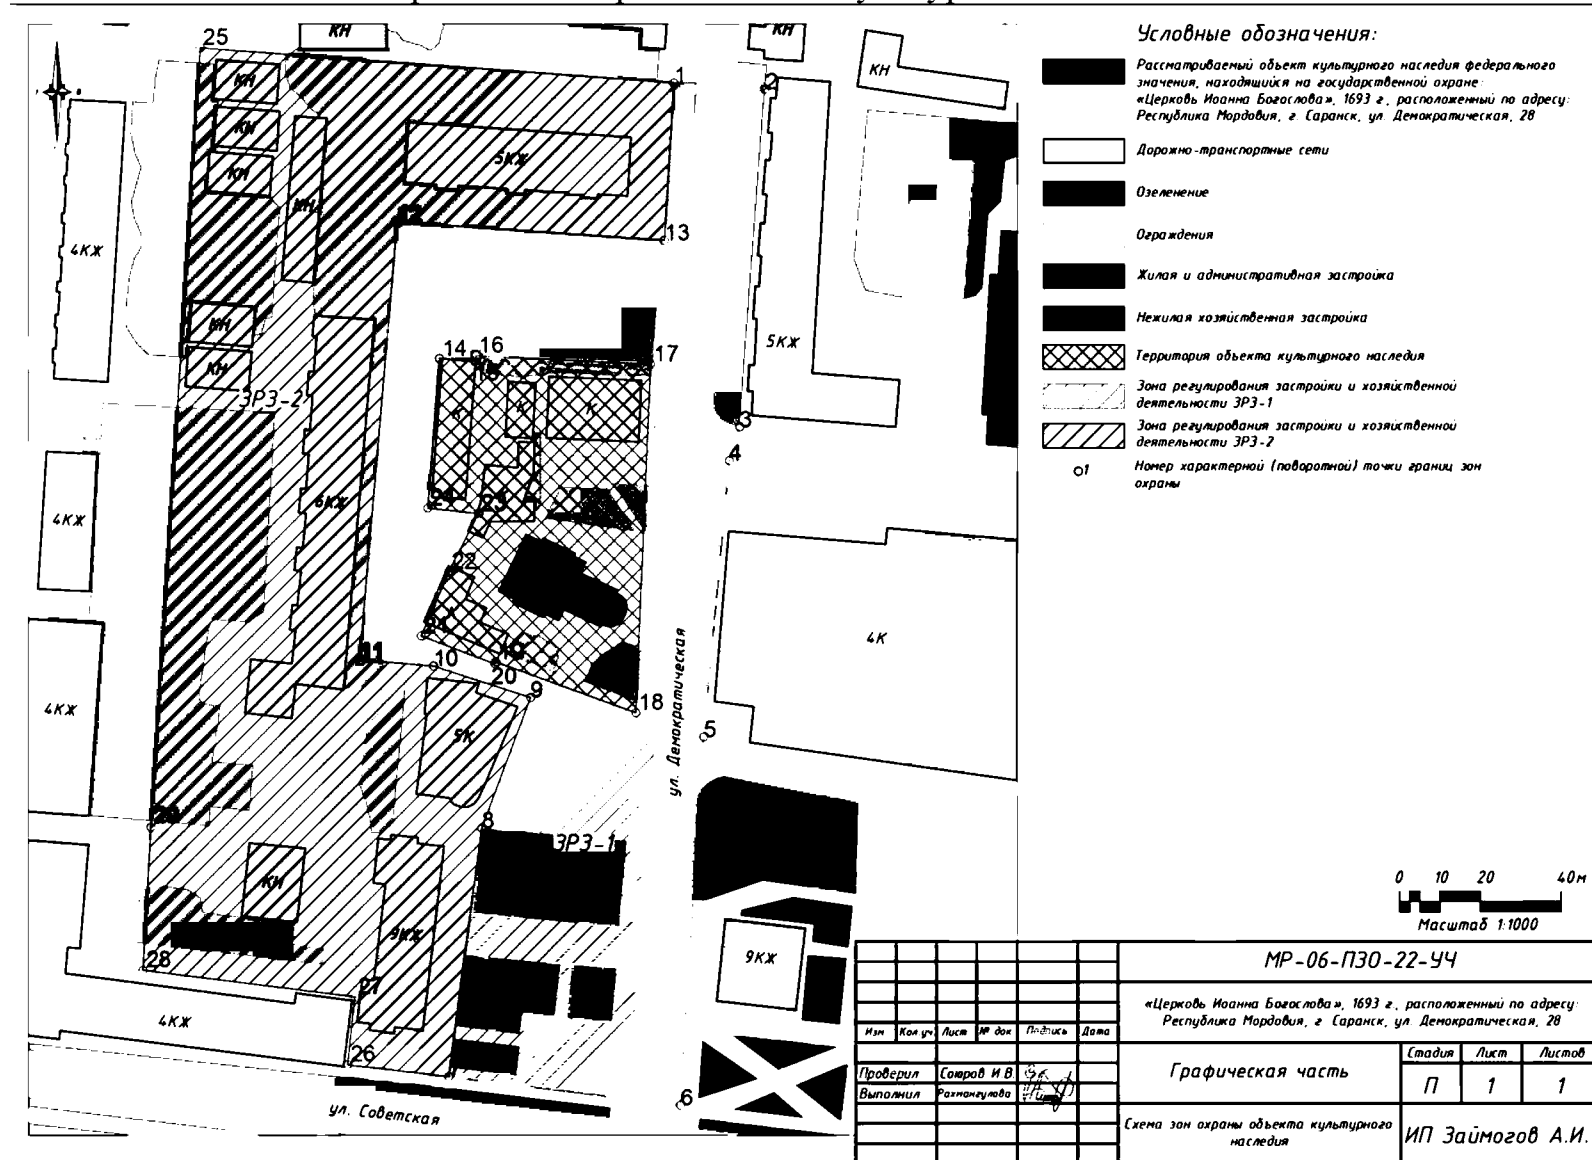 Условные обозначения:
Рассматриваемый объект культурного наследия федерального
значения, находящийся на государственной охране:
«Церковь Иоанна Богослова», 1693 г., расположенный по адресу:
Республика Мордовия, г. Саранск, ул. Демократическая, 28
Дорожно-транспортные сети
Озеленение
Ограждения
Жилая и административная застройка
Нежилая хозяйственная застройка
Территория объекта культурного наследия
Зона регулирования застройки и хозяйственной
деятельности ЗРЗ-1
Зона регулирования застройки и хозяйственной
деятельности ЗРЗ-2
1 Номер характерной (поворотной) точки границ зон
охраны
25
КН
1
2
КН
КН
КН
КН
КН
КН
5КЖ
12
13
4КЖ
КН
КН
ЗРЗ-2
14
16
17
К
К
К
5КЖ
3
4
4КЖ
6КЖ
24
23
22
21
19
20
18
4К
11
10
9
4КЖ
5К
ул. Демократическая
5
29
8
ЗРЗ-1
КН
9КЖ
9КЖ
28
27
4КЖ
26
6
ул. Советская
0 10 20 40м
Масштаб 1:1000
МР-06-ПЗО-22-УЧ
«Церковь Иоанна Богослова», 1693 г., расположенный по адресу:
Республика Мордовия, г. Саранск, ул. Демократическая, 28
Изм Кол.уч. Лист № док Подпись Дата
Проверил Сокоров И.В.
Выполнил
Графическая часть
Стадия Лист Листов
П 1 1
Схема зон охраны объекта культурного
наследия
ИП Займогов А.И.